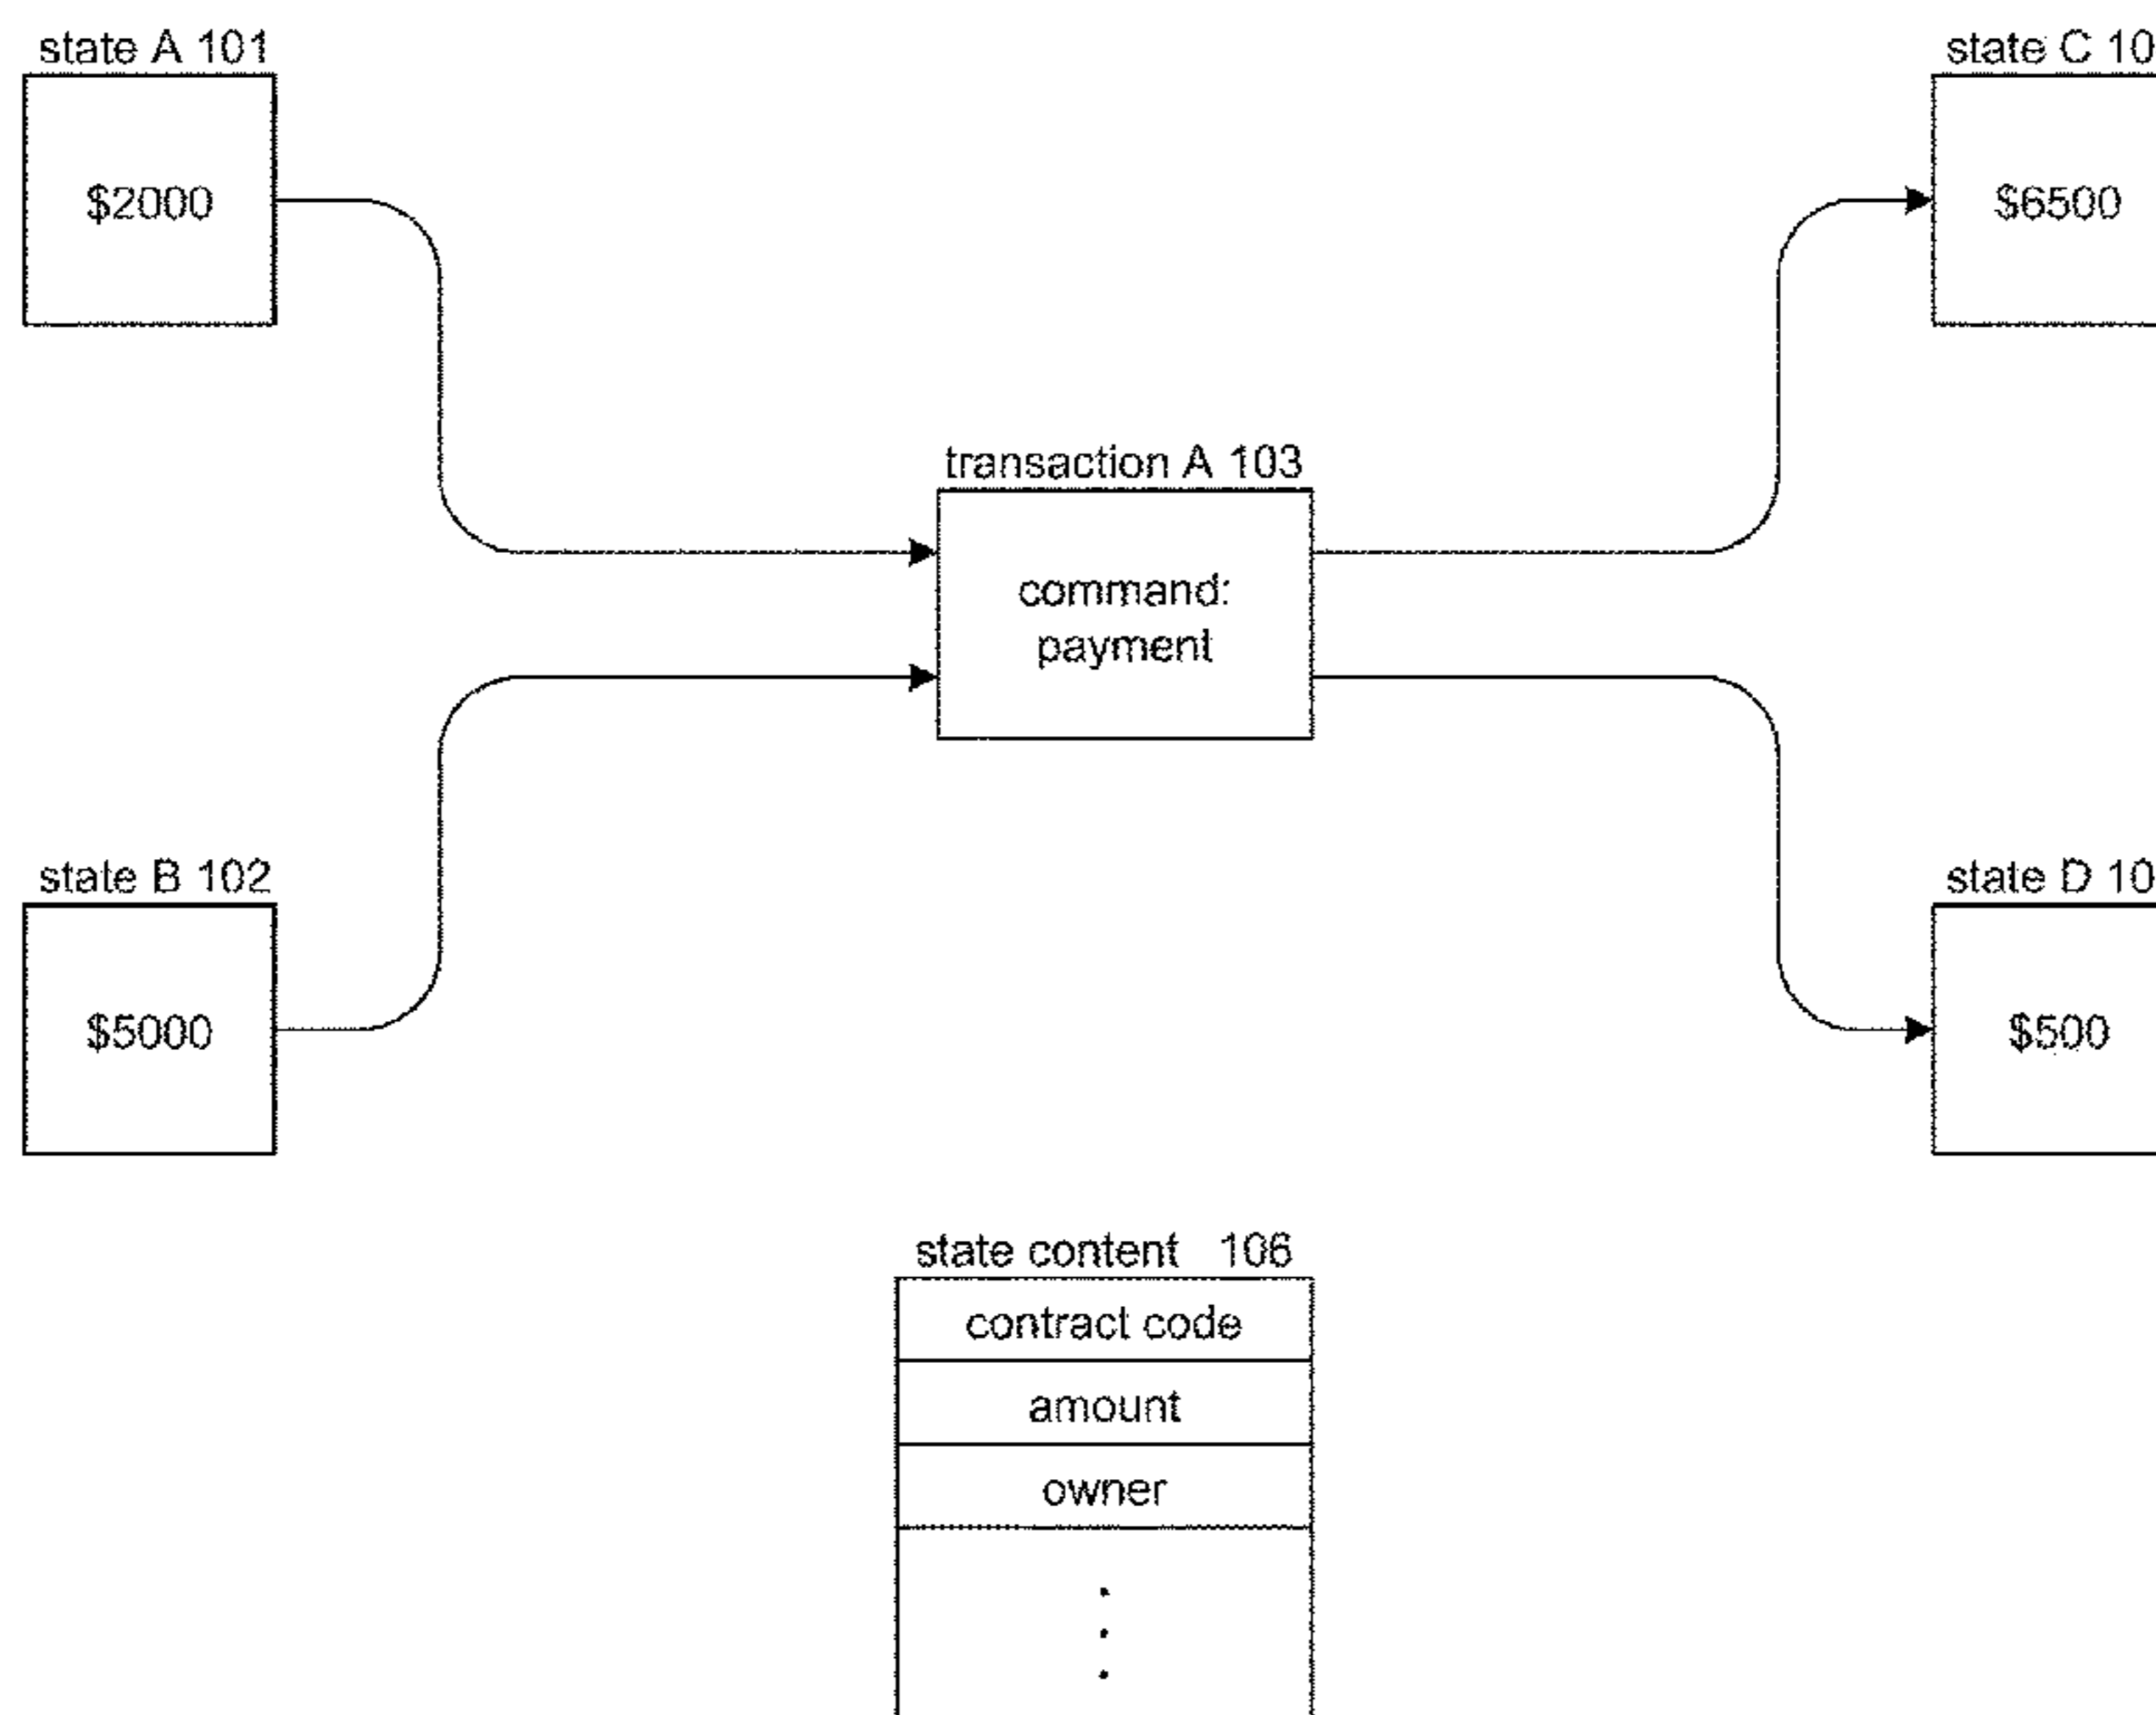 state A 101
$2000
state C 10
$6500
transaction A 103
command:
payment
state B 102
$5000
state D 10
$500
state content 106
contract code
amount
owner